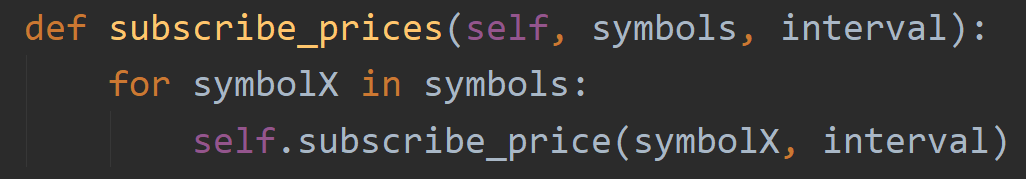 def subscribe_prices(self, symbols, interval):
    for symbolX in symbols:
        self.subscribe_price(symbolX, interval)